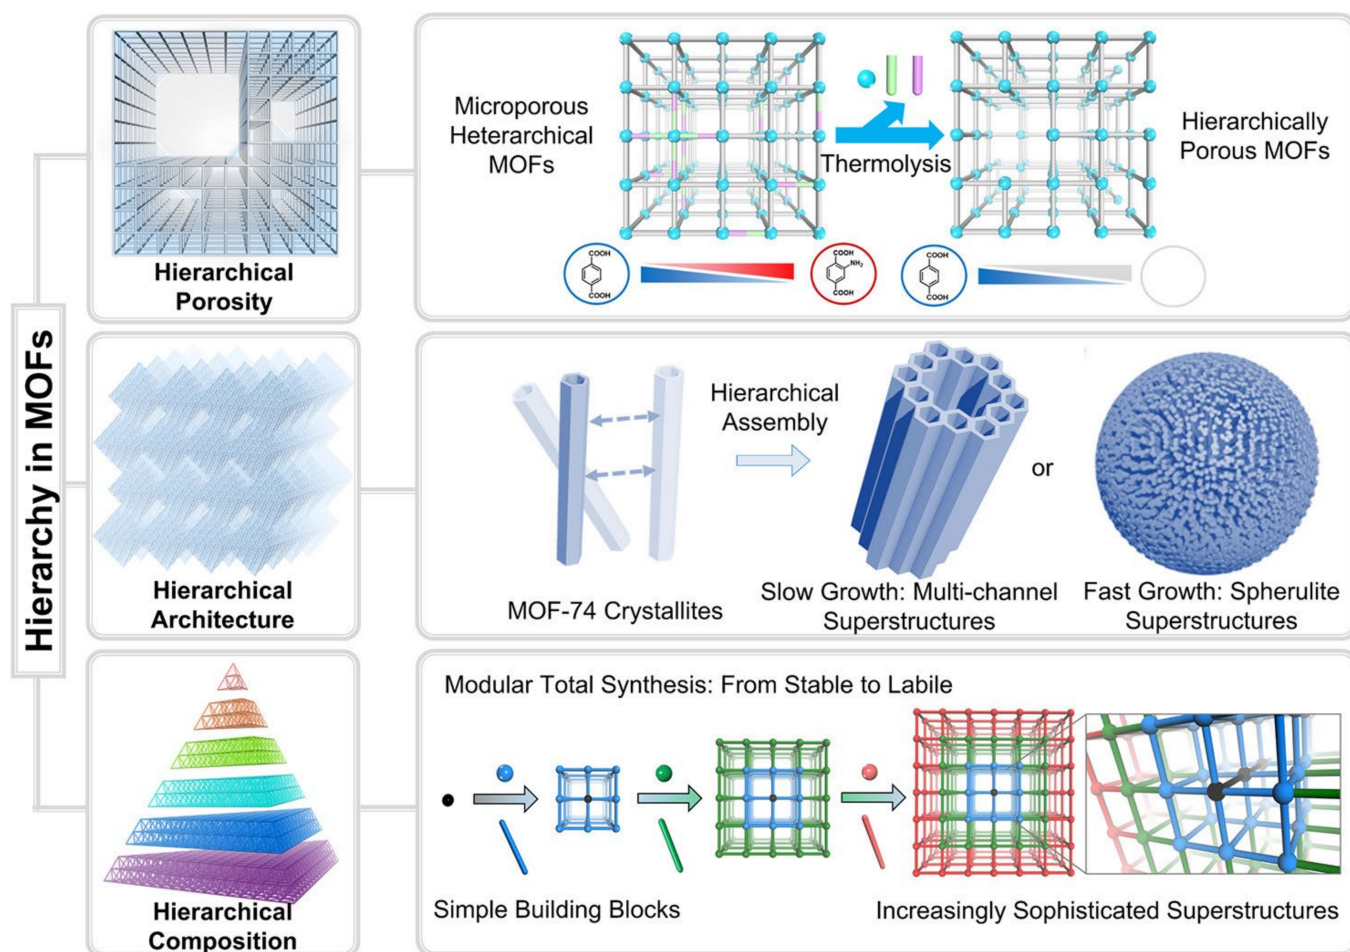 Hierarchy in MOFs
Hierarchical
Porosity
Microporous
Heterarchical
MOFs
Thermolysis
Hierarchically
Porous MOFs
COOH
COOH
COOH
NH₂
COOH
COOH
COOH
Hierarchical
Architecture
MOF-74 Crystallites
Hierarchical
Assembly
Slow Growth: Multi-channel
Superstructures
or
Fast Growth: Spherulite
Superstructures
Hierarchical
Composition
Modular Total Synthesis: From Stable to Labile
Simple Building Blocks
Increasingly Sophisticated Superstructures